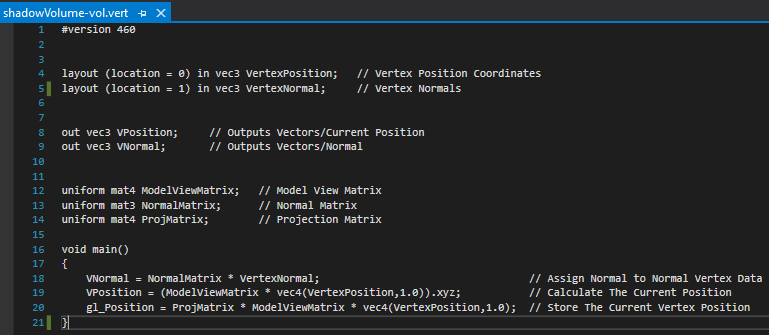 shadowVolume-vol.vert
1 #version 460
2
3
4 layout (location = 0) in vec3 VertexPosition; // Vertex Position Coordinates
5 layout (location = 1) in vec3 VertexNormal; // Vertex Normals
6
7
8 out vec3 VPosition; // Outputs Vectors/Current Position
9 out vec3 VNormal; // Outputs Vectors/Normal
10
11
12 uniform mat4 ModelViewMatrix; // Model View Matrix
13 uniform mat3 NormalMatrix; // Normal Matrix
14 uniform mat4 ProjMatrix; // Projection Matrix
15
16 void main()
17 {
18 VNormal = NormalMatrix * VertexNormal; // Assign Normal to Normal Vertex Data
19 VPosition = (ModelViewMatrix * vec4(VertexPosition,1.0)).xyz; // Calculate The Current Position
20 gl_Position = ProjMatrix * ModelViewMatrix * vec4(VertexPosition,1.0); // Store The Current Vertex Position
21 }